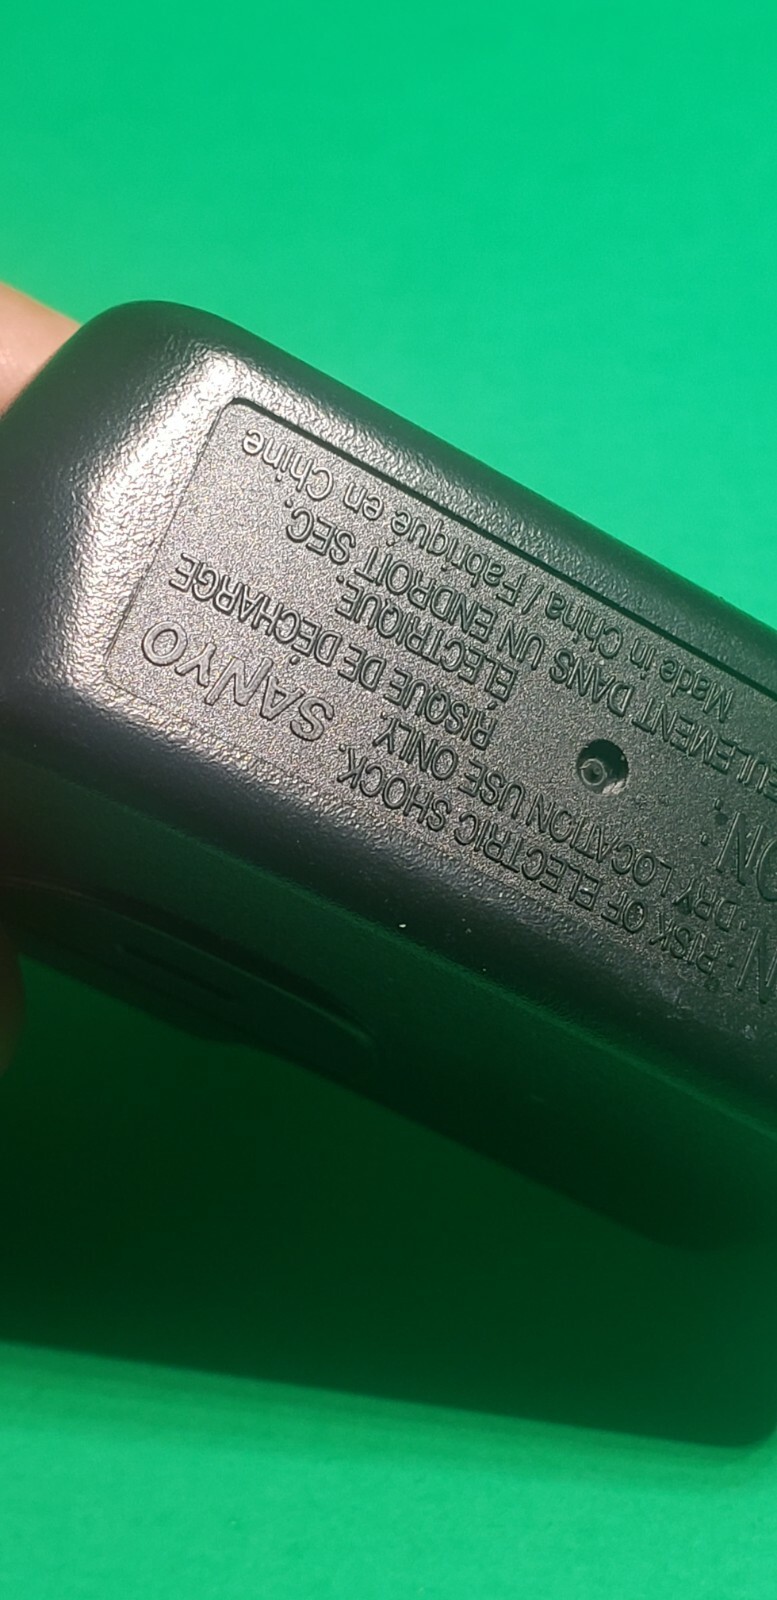 N : RISK OF ELECTRIC SHOCK.
DRY LOCATION USE ONLY.
SANYO
ON : RISQUE DE DÉCHARGE
ÉLECTRIQUE.
EULEMENT DANS UN ENDROIT SEC.
Made in China / Fabriqué en Chine